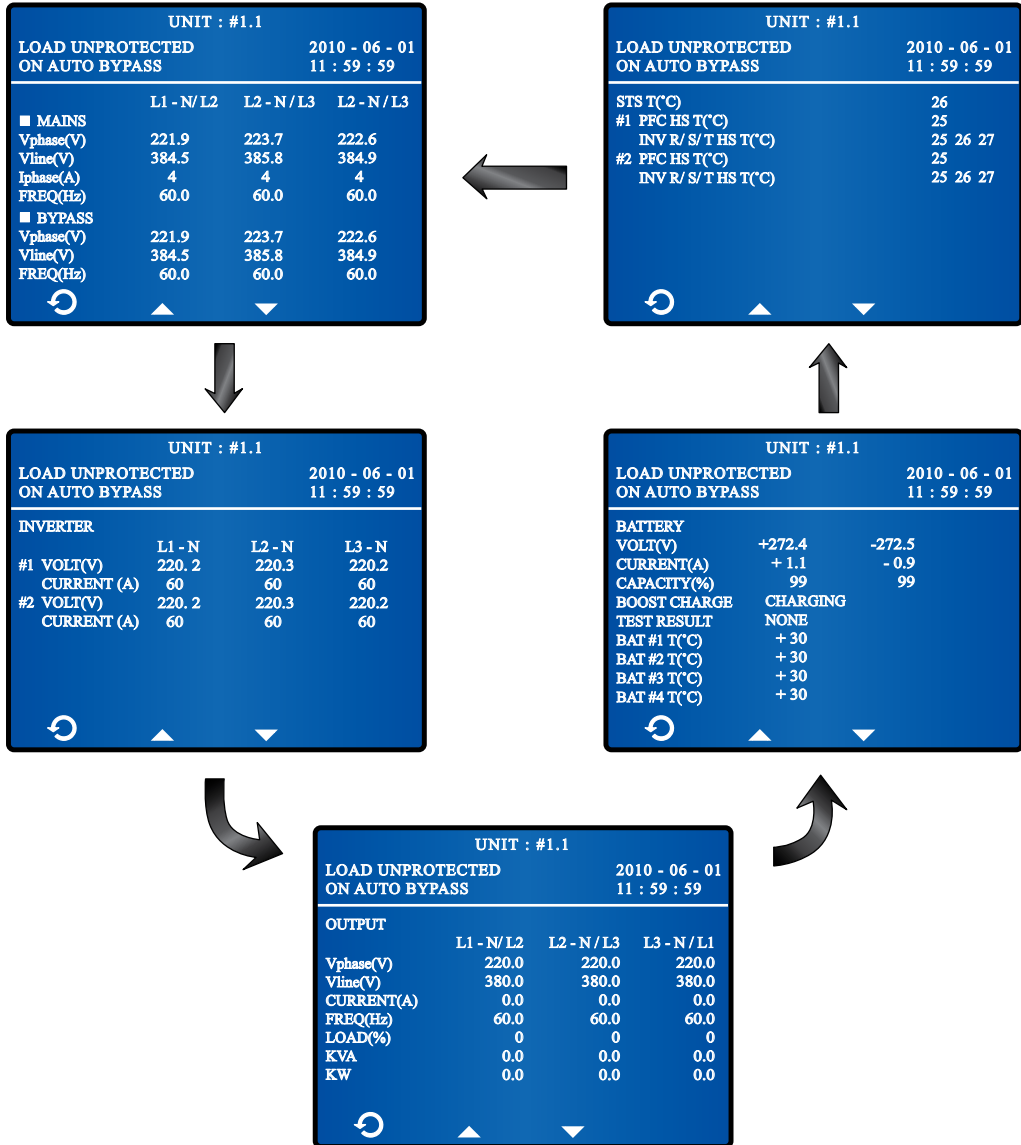 UNIT : #1.1
LOAD UNPROTECTED 2010 - 06 - 01
ON AUTO BYPASS 11 : 59 : 59
L1 - N/ L2 L2 - N / L3 L2 - N / L3
■ MAINS
Vphase(V) 221.9 223.7 222.6
Vline(V) 384.5 385.8 384.9
Iphase(A) 4 4 4
FREQ(Hz) 60.0 60.0 60.0
■ BYPASS
Vphase(V) 221.9 223.7 222.6
Vline(V) 384.5 385.8 384.9
FREQ(Hz) 60.0 60.0 60.0
UNIT : #1.1
LOAD UNPROTECTED 2010 - 06 - 01
ON AUTO BYPASS 11 : 59 : 59
STS T(°C) 26
#1 PFC HS T(°C) 25
INV R/ S/ T HS T(°C) 25 26 27
#2 PFC HS T(°C) 25
INV R/ S/ T HS T(°C) 25 26 27
UNIT : #1.1
LOAD UNPROTECTED 2010 - 06 - 01
ON AUTO BYPASS 11 : 59 : 59
INVERTER
L1 - N L2 - N L3 - N
#1 VOLT(V) 220. 2 220.3 220.2
CURRENT (A) 60 60 60
#2 VOLT(V) 220. 2 220.3 220.2
CURRENT (A) 60 60 60
UNIT : #1.1
LOAD UNPROTECTED 2010 - 06 - 01
ON AUTO BYPASS 11 : 59 : 59
BATTERY
VOLT(V) +272.4 -272.5
CURRENT(A) + 1.1 - 0.9
CAPACITY(%) 99 99
BOOST CHARGE CHARGING
TEST RESULT NONE
BAT #1 T(°C) + 30
BAT #2 T(°C) + 30
BAT #3 T(°C) + 30
BAT #4 T(°C) + 30
UNIT : #1.1
LOAD UNPROTECTED 2010 - 06 - 01
ON AUTO BYPASS 11 : 59 : 59
OUTPUT
L1 - N/ L2 L2 - N / L3 L3 - N / L1
Vphase(V) 220.0 220.0 220.0
Vline(V) 380.0 380.0 380.0
CURRENT(A) 0.0 0.0 0.0
FREQ(Hz) 60.0 60.0 60.0
LOAD(%) 0 0 0
KVA 0.0 0.0 0.0
KW 0.0 0.0 0.0